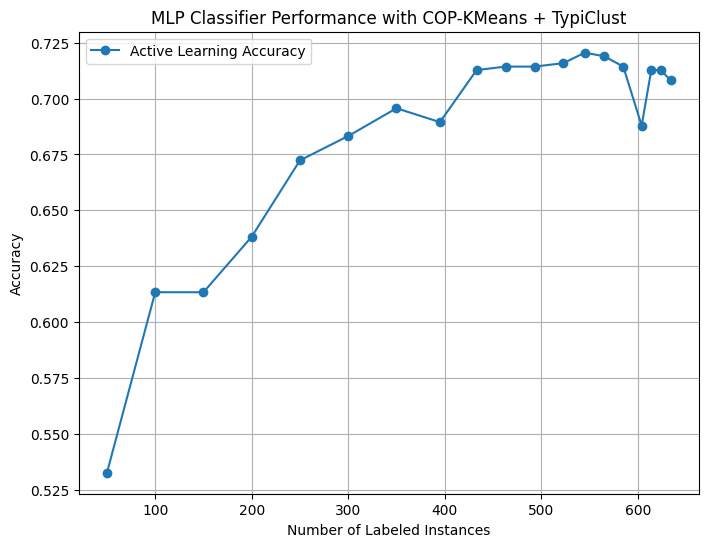 MLP Classifier Performance with COP-KMeans + TypiClust
Active Learning Accuracy
0.725
0.700
0.675
0.650
0.625
0.600
0.575
0.550
0.525
Accuracy
100 200 300 400 500 600
Number of Labeled Instances